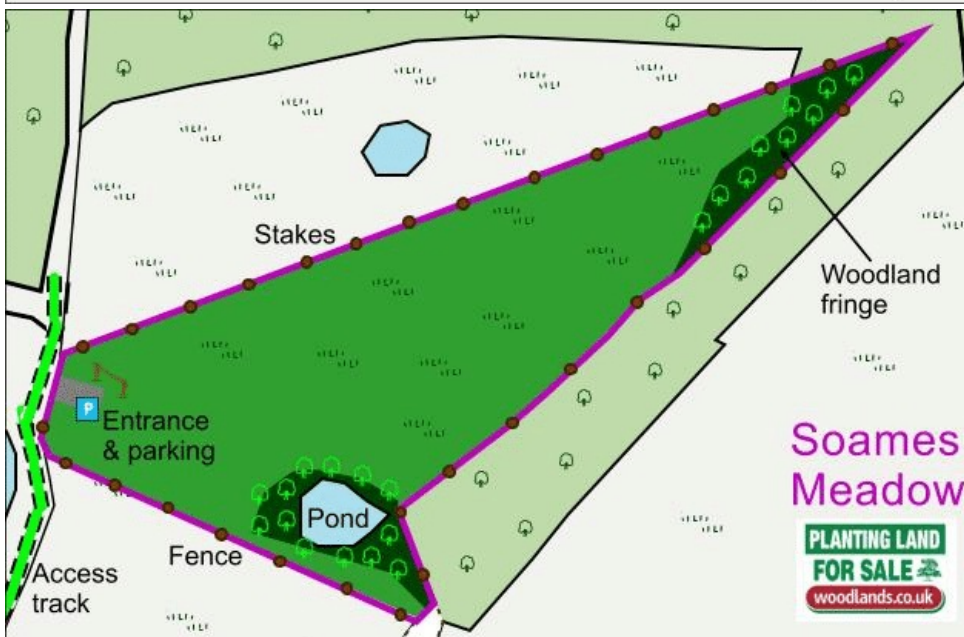 Stakes
Woodland
fringe
P
Entrance
& parking
Soames
Meadow
Pond
Fence
Access
track
PLANTING LAND
FOR SALE
woodlands.co.uk